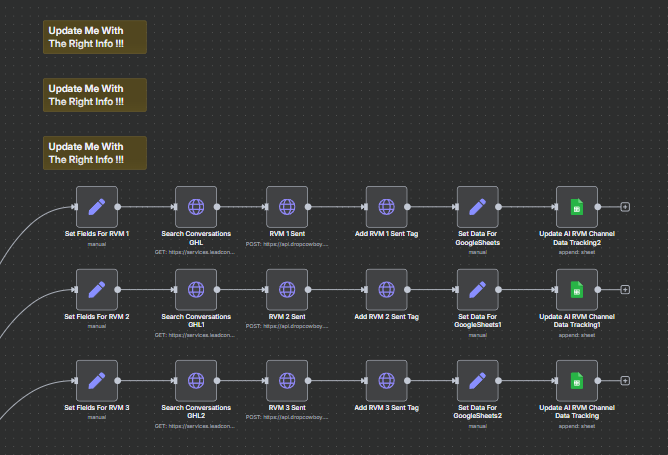 Update Me With
The Right Info !!!
Update Me With
The Right Info !!!
Update Me With
The Right Info !!!
Set Fields For RVM 1
manual
Search Conversations
GHL
GET: https://services.leadcon...
RVM 1 Sent
POST: https://api.dropcowboy....
Add RVM 1 Sent Tag
Set Data For
GoogleSheets
manual
Update AI RVM Channel
Data Tracking2
append: sheet
Set Fields For RVM 2
manual
Search Conversations
GHL1
GET: https://services.leadcon...
RVM 2 Sent
POST: https://api.dropcowboy....
Add RVM 2 Sent Tag
Set Data For
GoogleSheets1
manual
Update AI RVM Channel
Data Tracking1
append: sheet
Set Fields For RVM 3
manual
Search Conversations
GHL2
GET: https://services.leadcon...
RVM 3 Sent
POST: https://api.dropcowboy....
Add RVM 3 Sent Tag
Set Data For
GoogleSheets2
manual
Update AI RVM Channel
Data Tracking
append: sheet